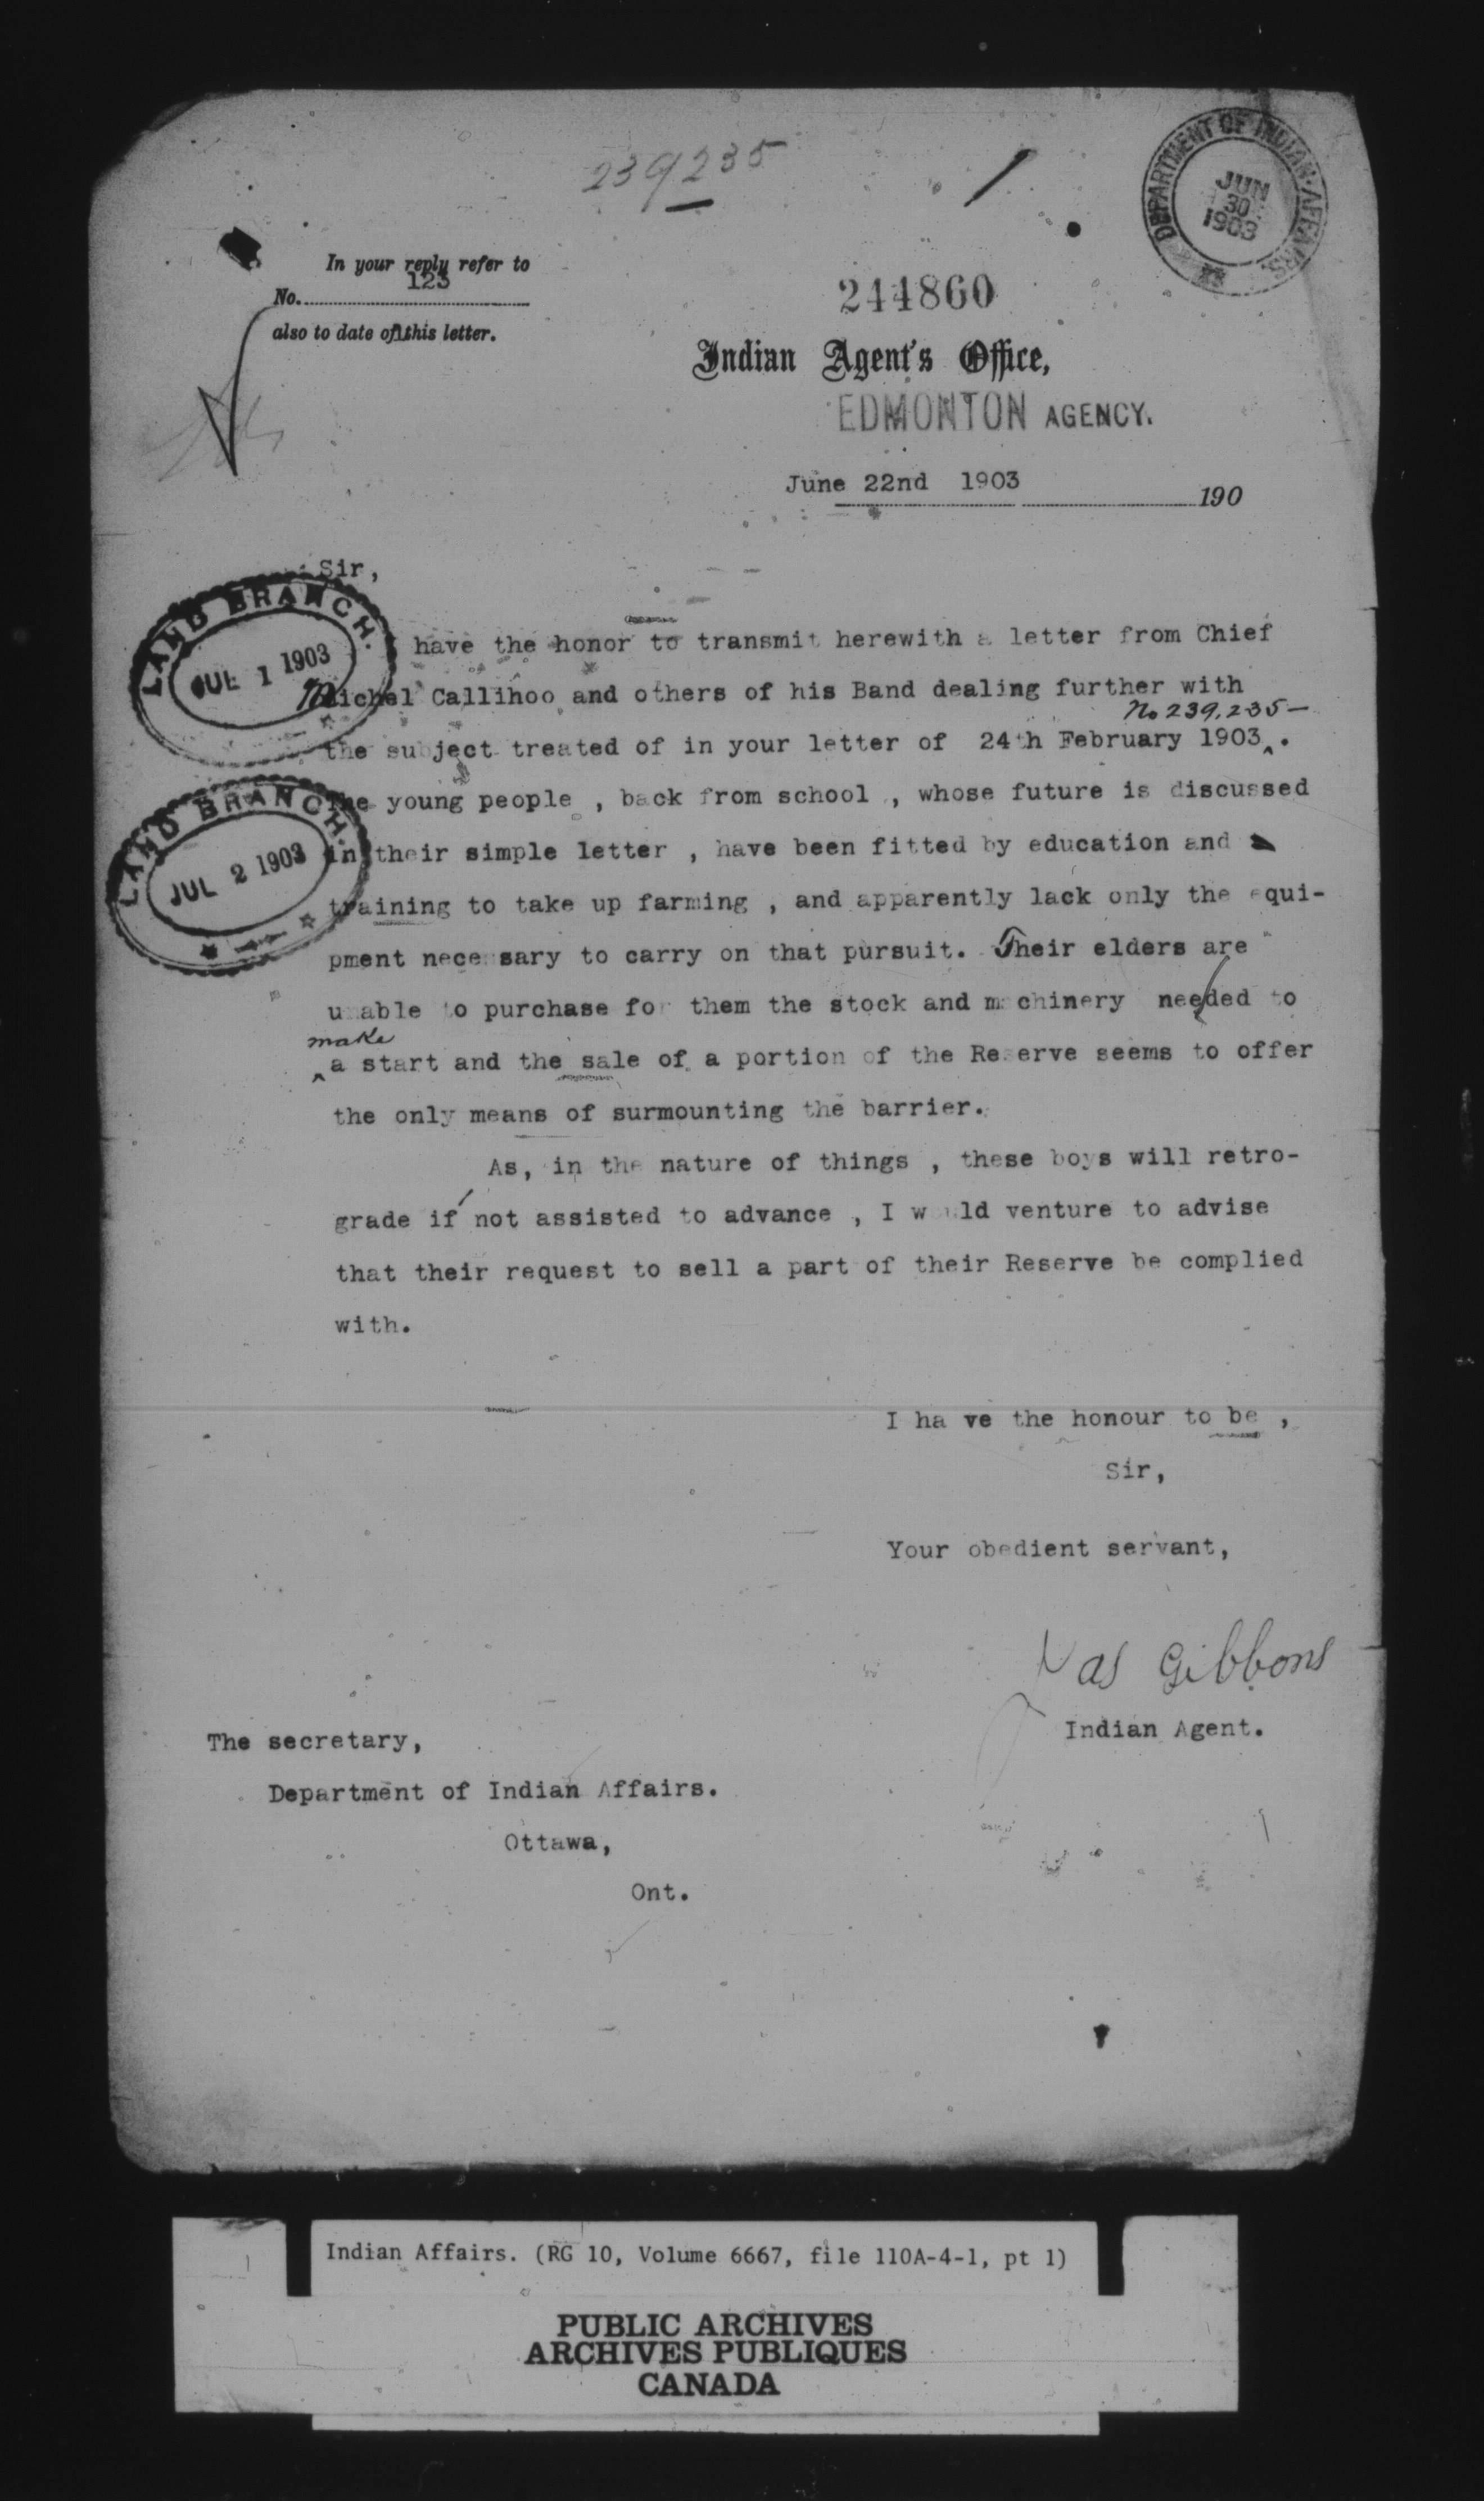 239235
DEPARTMENT OF INDIAN AFFAIRS.
JUN
30
1903
In your reply refer to
123
No.
also to date of this letter.
244860
Indian Agent's Office,
EDMONTON AGENCY.
June 22nd 1903 190
Sir,
LAND BRANCH.
JUL 1 1903
have the honor to transmit herewith a letter from Chief
Michel Callihoo and others of his Band dealing further with
No 239,235-
the subject treated of in your letter of 24th February 1903 ^.
LAND BRANCH.
JUL 2 1903
The young people , back from school , whose future is discussed
in their simple letter , have been fitted by education and
training to take up farming , and apparently lack only the equi-
pment necessary to carry on that pursuit. Their elders are
unable to purchase for them the stock and machinery needed to
make
^ a start and the sale of a portion of the Reserve seems to offer
the only means of surmounting the barrier.
As, in the nature of things , these boys will retro-
grade if not assisted to advance , I would venture to advise
that their request to sell a part of their Reserve be complied
with.
I ha ve the honour to be ,
Sir,
Your obedient servant,
Jas Gibbons
Indian Agent.
The secretary,
Department of Indian Affairs.
Ottawa,
Ont.
Indian Affairs. (RG 10, Volume 6667, file 110A-4-1, pt 1)
PUBLIC ARCHIVES
ARCHIVES PUBLIQUES
CANADA